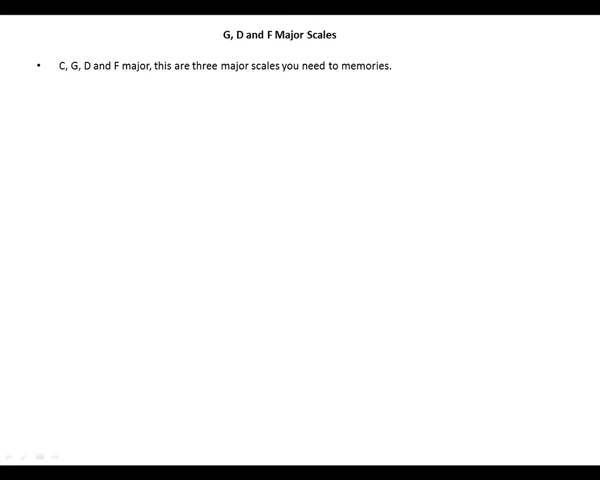 G, D and F Major Scales
• C, G, D and F major, this are three major scales you need to memories.